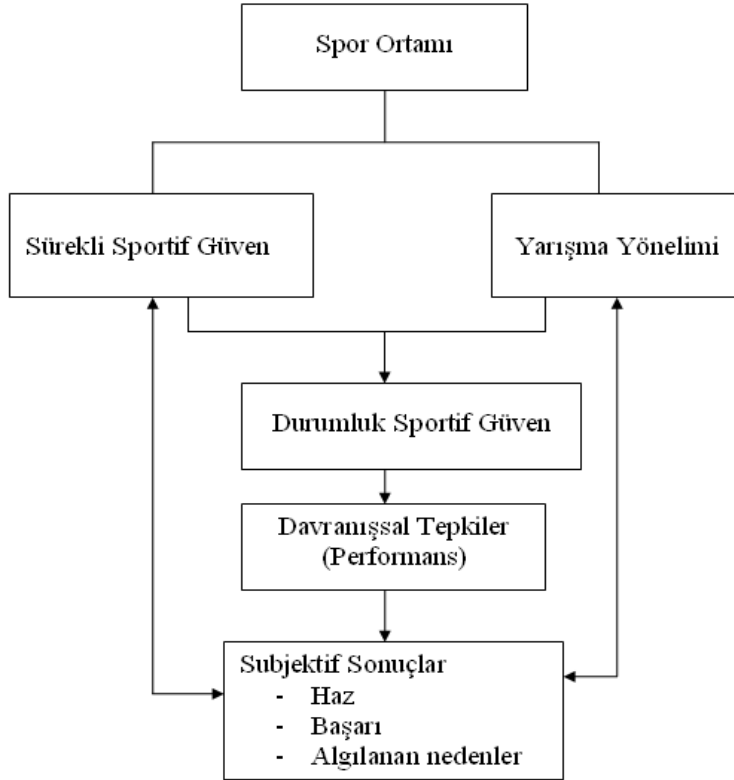 Spor Ortamı
Sürekli Sportif Güven
Yarışma Yönelimi
Durumluk Sportif Güven
Davranışsal Tepkiler
(Performans)
Subjektif Sonuçlar
- Haz
- Başarı
- Algılanan nedenler